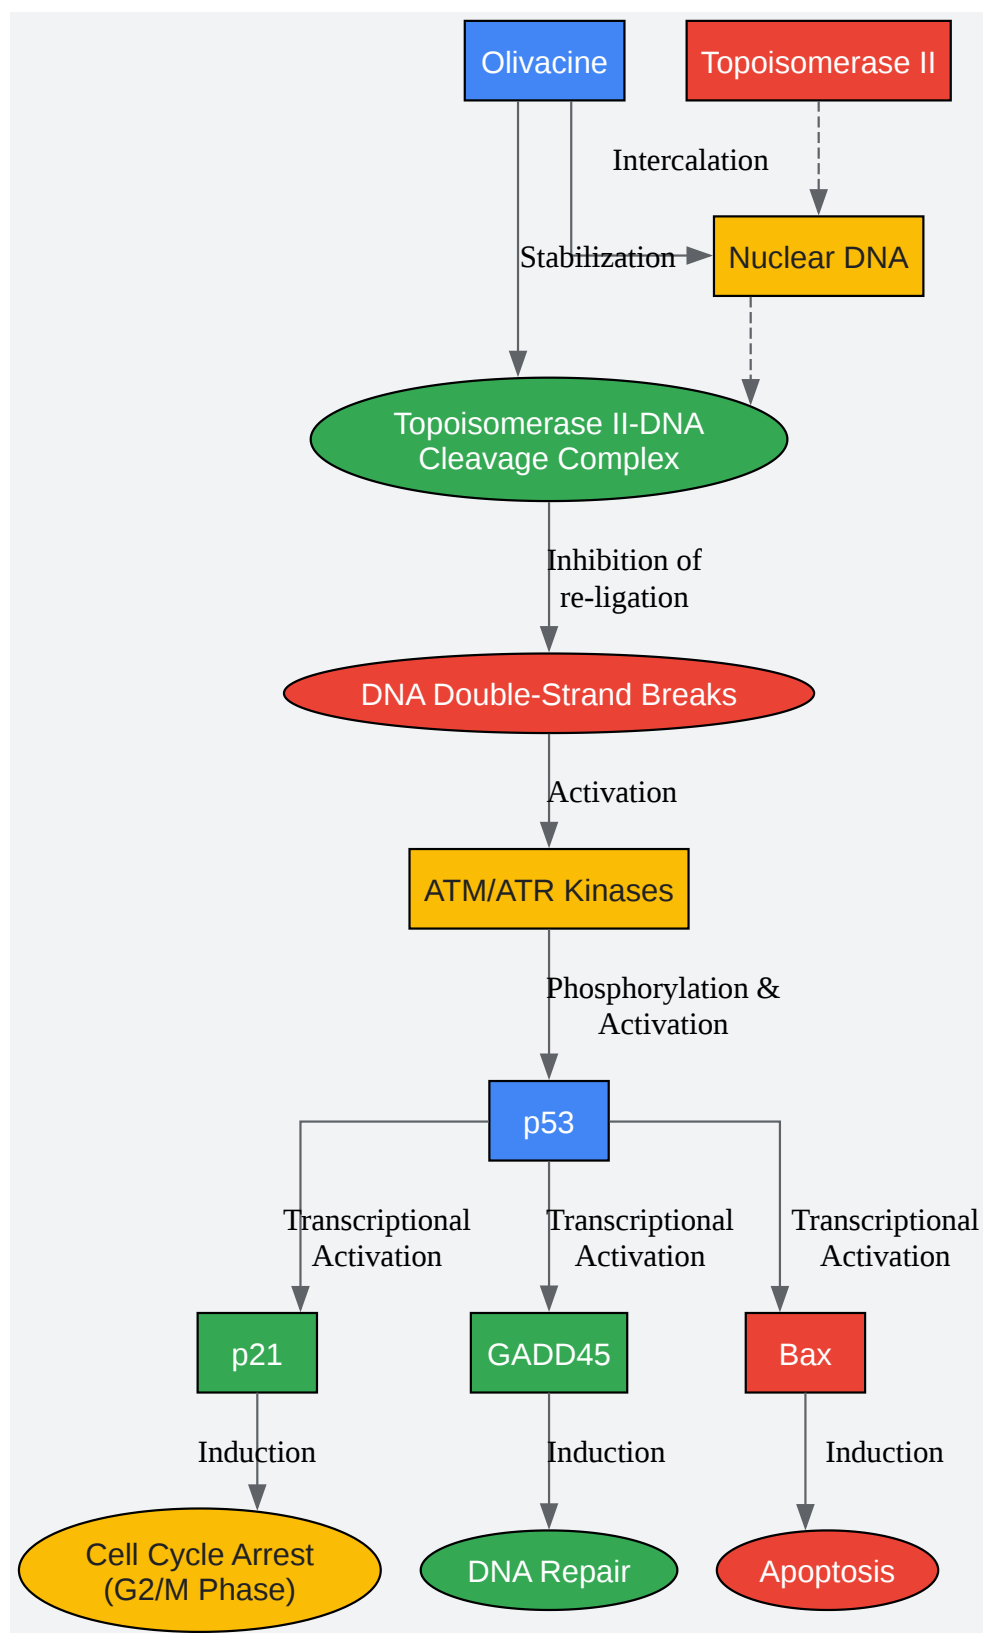 Olivacine
Topoisomerase II
Intercalation
Stabilization
Nuclear DNA
Topoisomerase II-DNA
Cleavage Complex
Inhibition of
re-ligation
DNA Double-Strand Breaks
Activation
ATM/ATR Kinases
Phosphorylation &
Activation
p53
Transcriptional
Activation
Transcriptional
Activation
Transcriptional
Activation
p21
GADD45
Bax
Induction
Induction
Induction
Cell Cycle Arrest
(G2/M Phase)
DNA Repair
Apoptosis